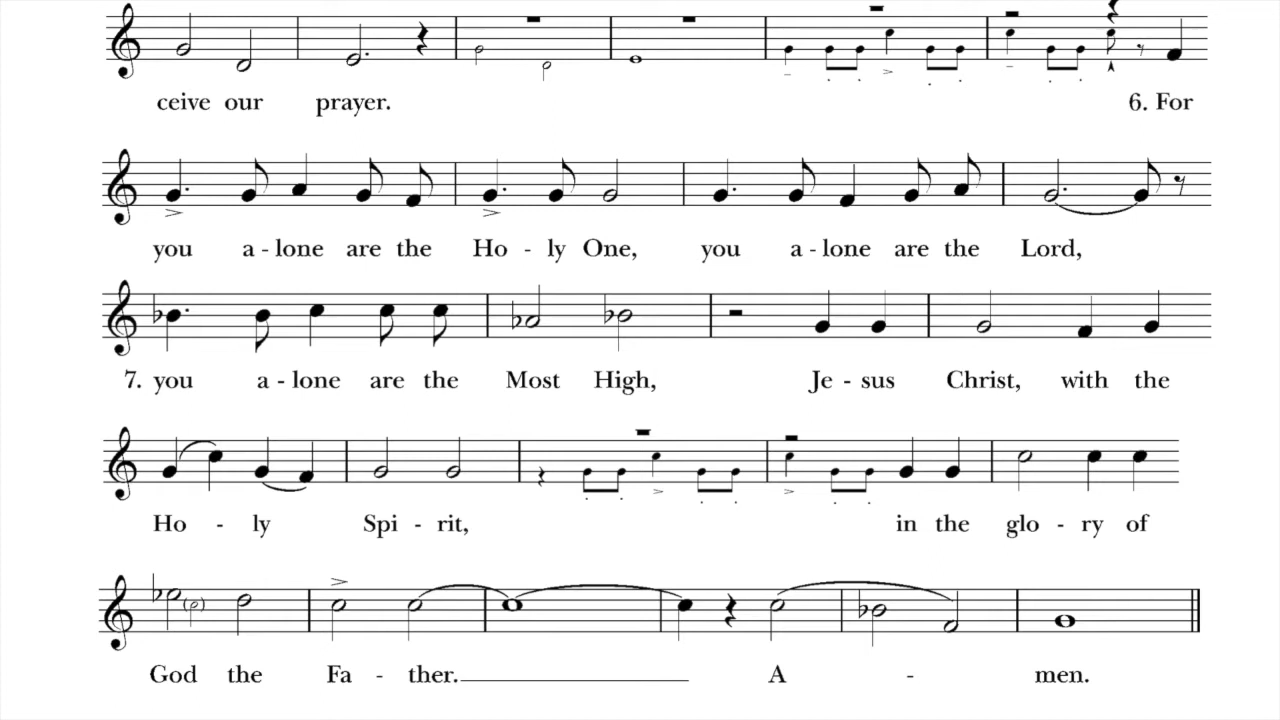 ceive our prayer. 6. For
you a - lone are the Ho - ly One, you a - lone are the Lord,
7. you a - lone are the Most High, Je - sus Christ, with the
Ho - ly Spi - rit, in the glo - ry of
God the Fa - ther. A - men.